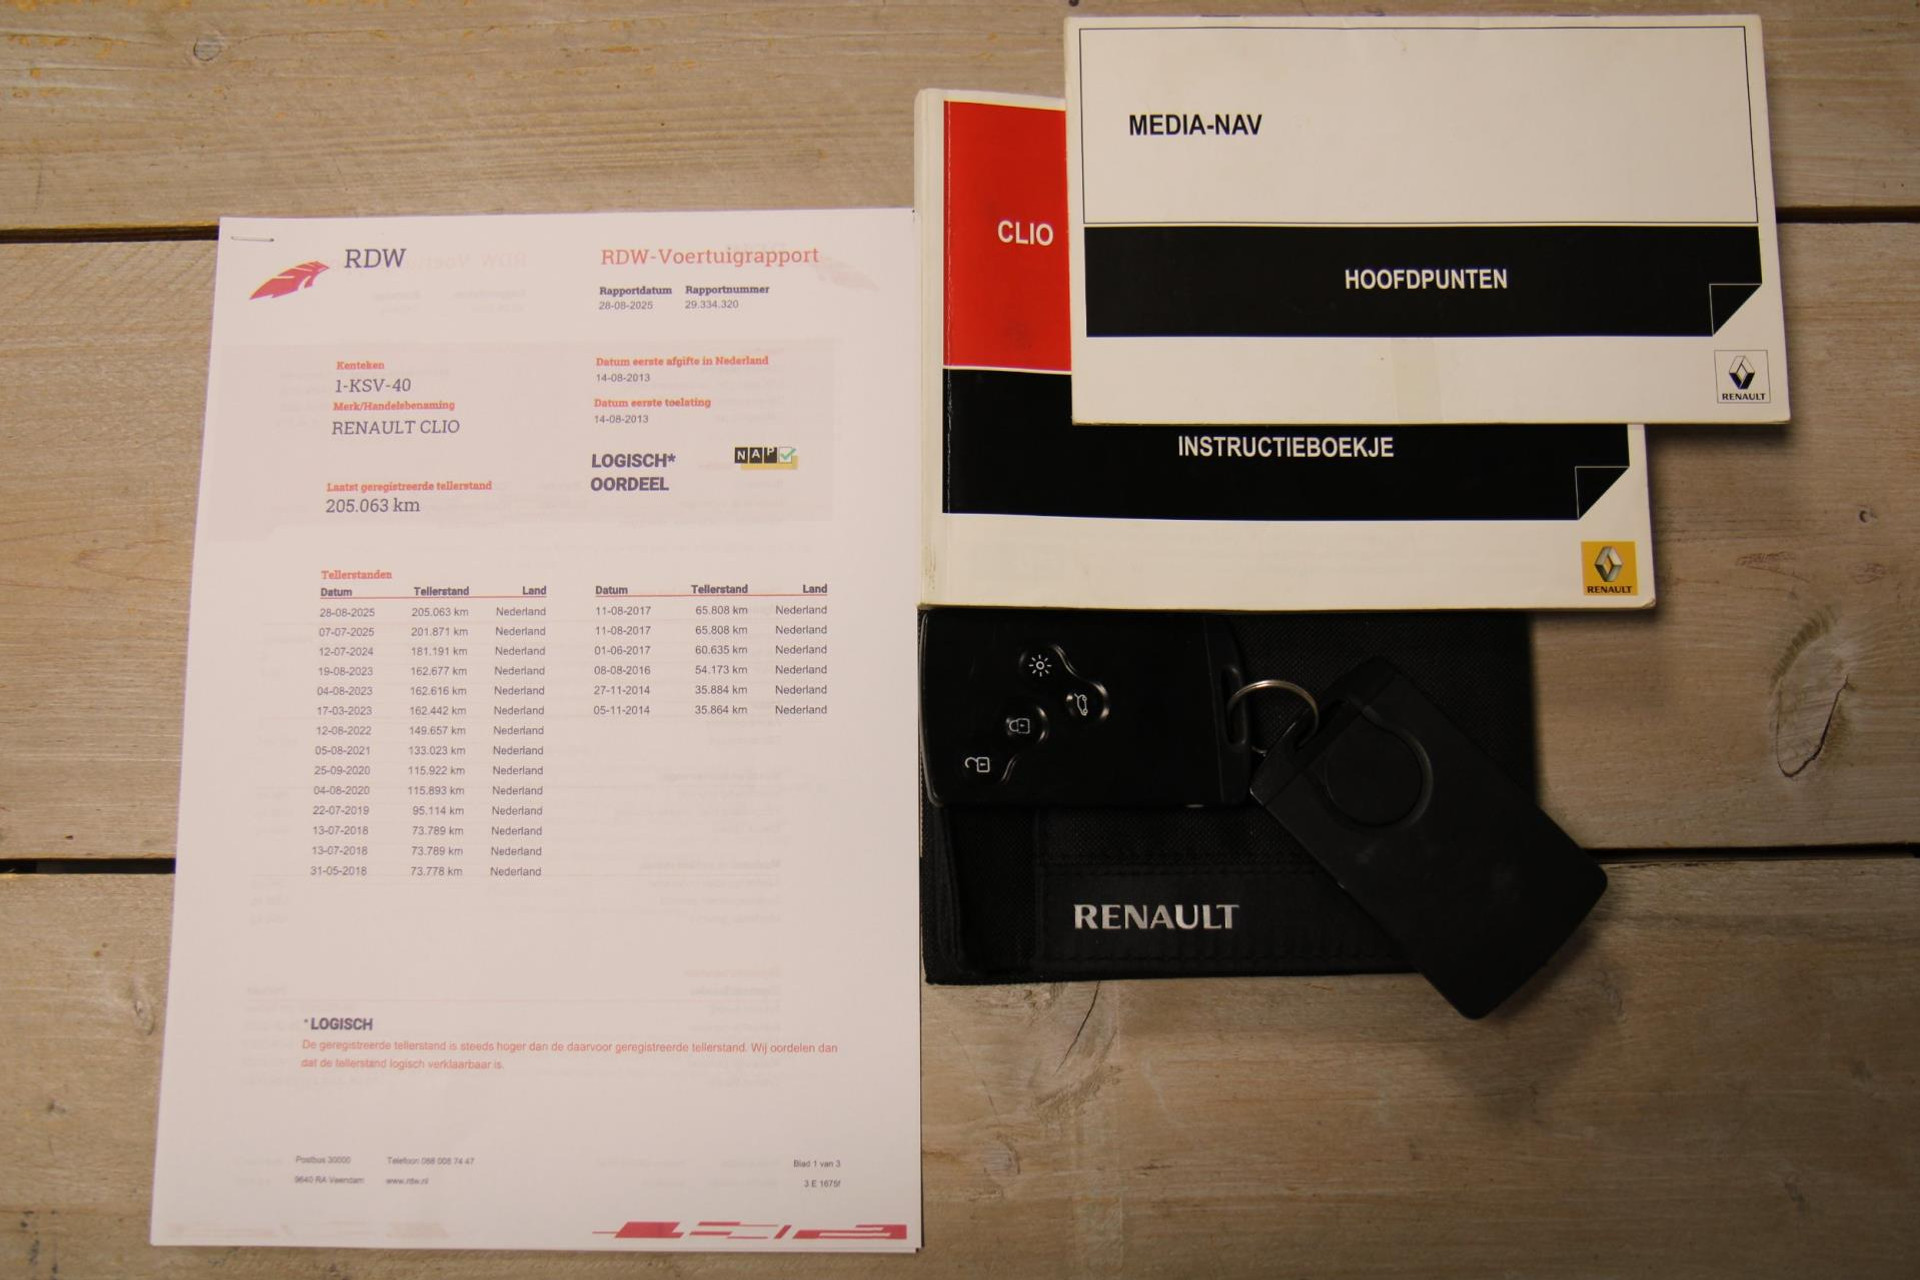 RDW
RDW-Voertuigrapport
Rapportdatum Rapportnummer
28-08-2025 29.334.320
Kenteken
1-KSV-40
Merk/Handelsbenaming
RENAULT CLIO
Datum eerste afgifte in Nederland
14-08-2013
Datum eerste toelating
14-08-2013
LOGISCH*
OORDEEL
NAP
Laatst geregistreerde tellerstand
205.063 km
Tellerstanden
Datum Tellerstand Land
28-08-2025 205.063 km Nederland
07-07-2025 201.871 km Nederland
12-07-2024 181.191 km Nederland
19-08-2023 162.677 km Nederland
04-08-2023 162.616 km Nederland
17-03-2023 162.442 km Nederland
12-08-2022 149.657 km Nederland
05-08-2021 133.023 km Nederland
25-09-2020 115.922 km Nederland
04-08-2020 115.893 km Nederland
22-07-2019 95.114 km Nederland
13-07-2018 73.789 km Nederland
13-07-2018 73.789 km Nederland
31-05-2018 73.778 km Nederland
Datum Tellerstand Land
11-08-2017 65.808 km Nederland
11-08-2017 65.808 km Nederland
01-06-2017 60.635 km Nederland
08-08-2016 54.173 km Nederland
27-11-2014 35.884 km Nederland
05-11-2014 35.864 km Nederland
*LOGISCH
De geregistreerde tellerstand is steeds hoger dan de daarvoor geregistreerde tellerstand. Wij oordelen dan
dat de tellerstand logisch verklaarbaar is.
Postbus 30000 Telefoon 088 008 74 47
9640 RA Veendam www.rdw.nl
Blad 1 van 3
3 E 1675f
MEDIA-NAV
HOOFDPUNTEN
RENAULT
CLIO
INSTRUCTIEBOEKJE
RENAULT
RENAULT